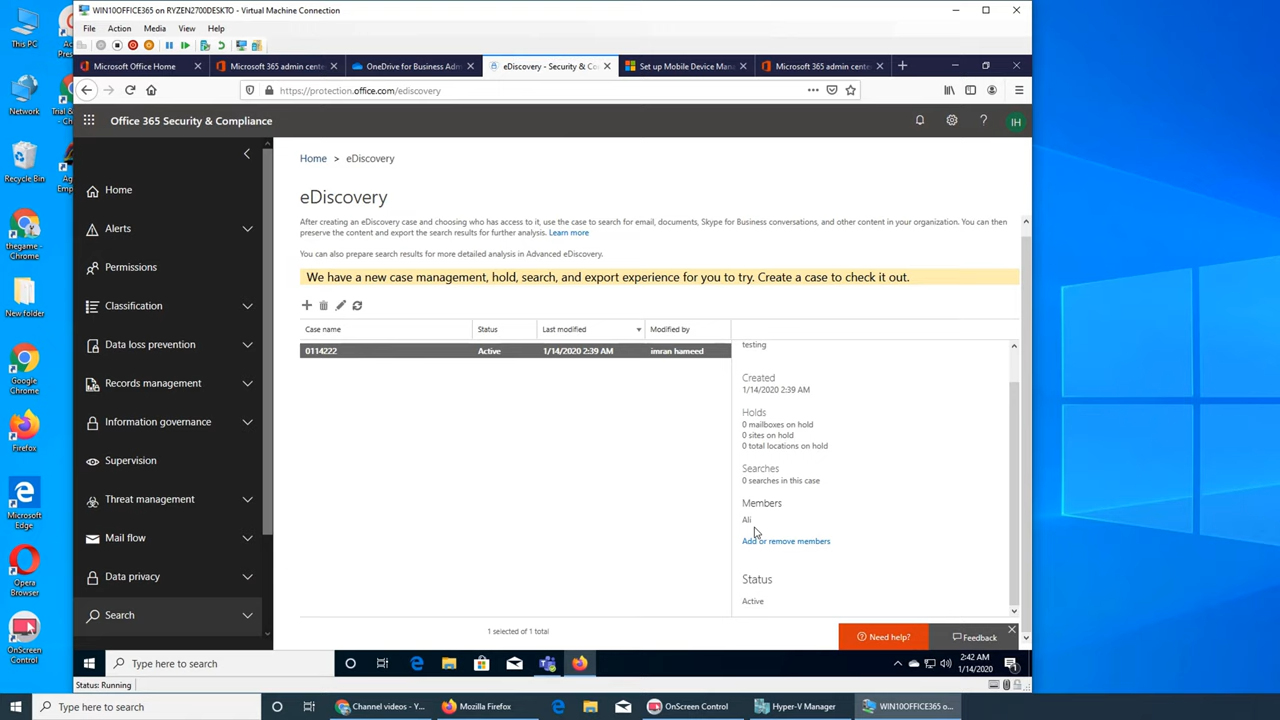 This PC
Network
Recycle Bin
thegame -
Chrome
New folder
Google
Chrome
Firefox
Microsoft
Edge
Opera
Browser
OnScreen
Control
WIN10OFFICE365 on RYZEN2700DESKTO - Virtual Machine Connection
File Action Media View Help
Microsoft Office Home
Microsoft 365 admin cente
OneDrive for Business Adm
eDiscovery - Security & Co
Set up Mobile Device Man
Microsoft 365 admin cente
https://protection.office.com/ediscovery
Office 365 Security & Compliance
IH
Home
Alerts
Permissions
Classification
Data loss prevention
Records management
Information governance
Supervision
Threat management
Mail flow
Data privacy
Search
Home > eDiscovery
eDiscovery
After creating an eDiscovery case and choosing who has access to it, use the case to search for email, documents, Skype for Business conversations, and other content in your organization. You can then
preserve the content and export the search results for further analysis. Learn more
You can also prepare search results for more detailed analysis in Advanced eDiscovery.
We have a new case management, hold, search, and export experience for you to try. Create a case to check it out.
Case name Status Last modified Modified by
0114222 Active 1/14/2020 2:39 AM imran hameed
testing
Created
1/14/2020 2:39 AM
Holds
0 mailboxes on hold
0 sites on hold
0 total locations on hold
Searches
0 searches in this case
Members
Ali
Add or remove members
Status
Active
1 selected of 1 total
Need help?
Feedback
Type here to search
2:42 AM
1/14/2020
Status: Running
Type here to search
Channel videos - Y...
Mozilla Firefox
OnScreen Control
Hyper-V Manager
WIN10OFFICE365 o...